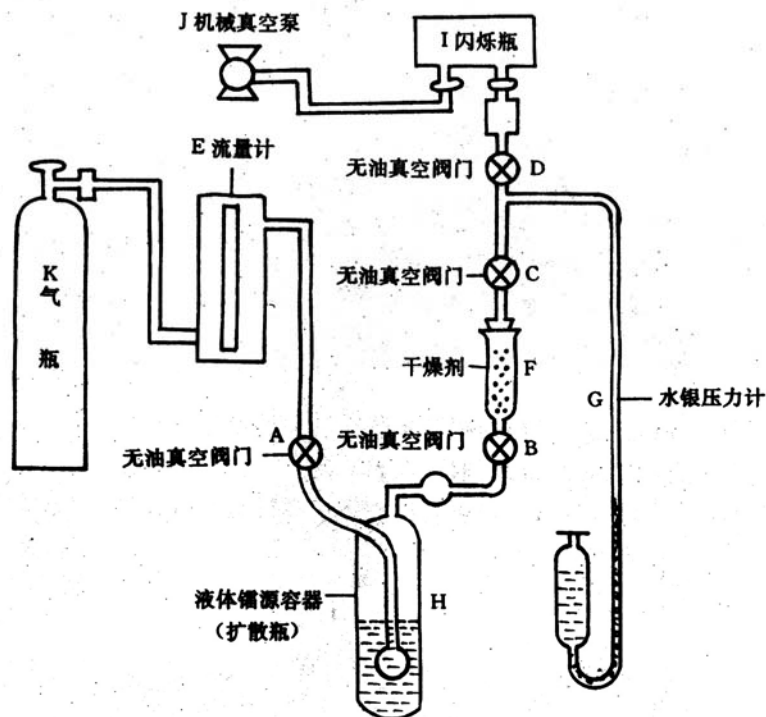 J 机械真空泵
I 闪烁瓶
E 流量计
无油真空阀门 D
K
气
瓶
无油真空阀门 C
干燥剂 F
G 水银压力计
A
无油真空阀门
无油真空阀门 B
液体镭源容器 H
(扩散瓶)